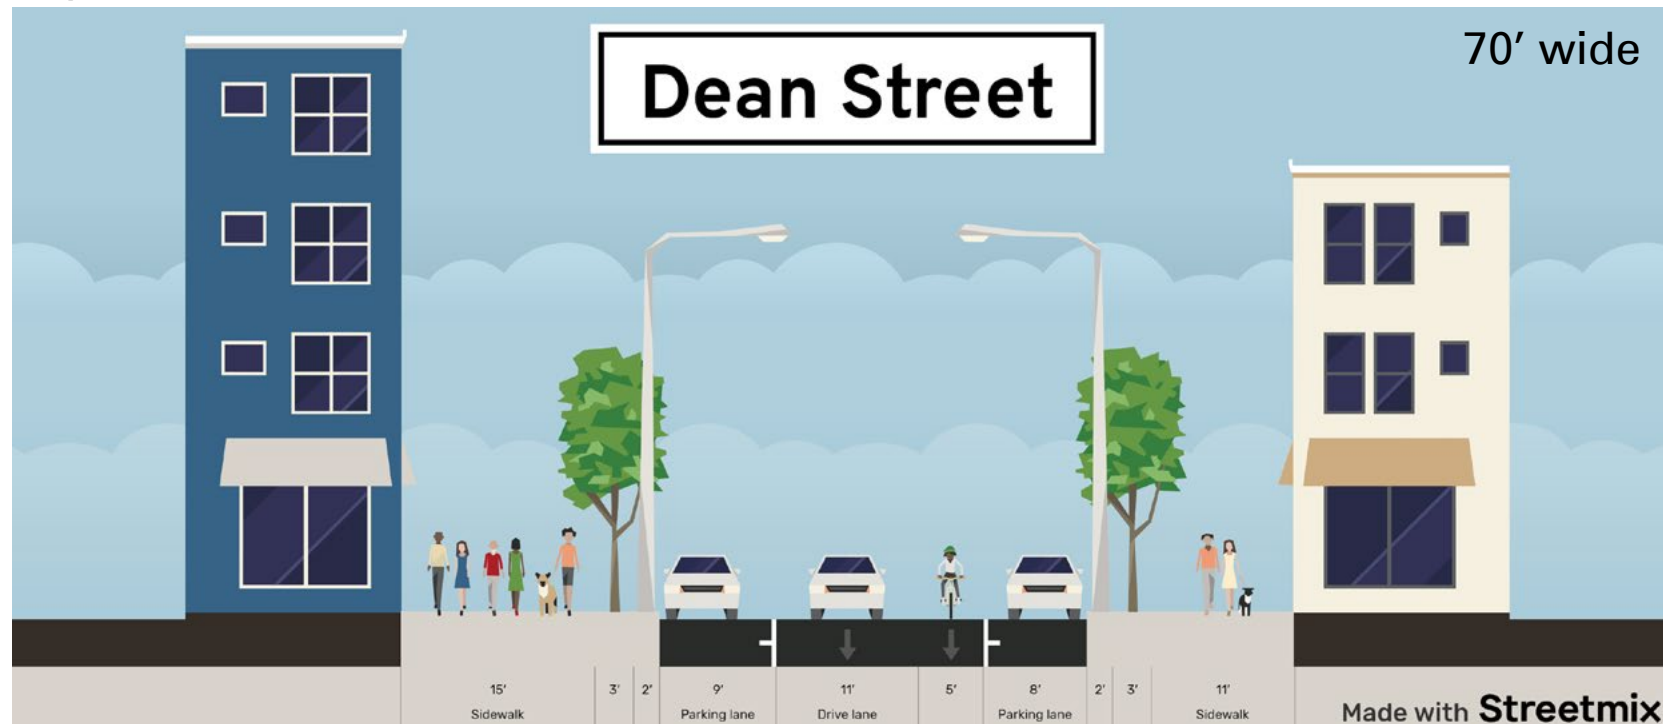 70’ wide
Dean Street
15' 3' 2' 9' 11' 5' 8' 2' 3' 11'
Sidewalk Parking lane Drive lane Parking lane Sidewalk
Made with Streetmix